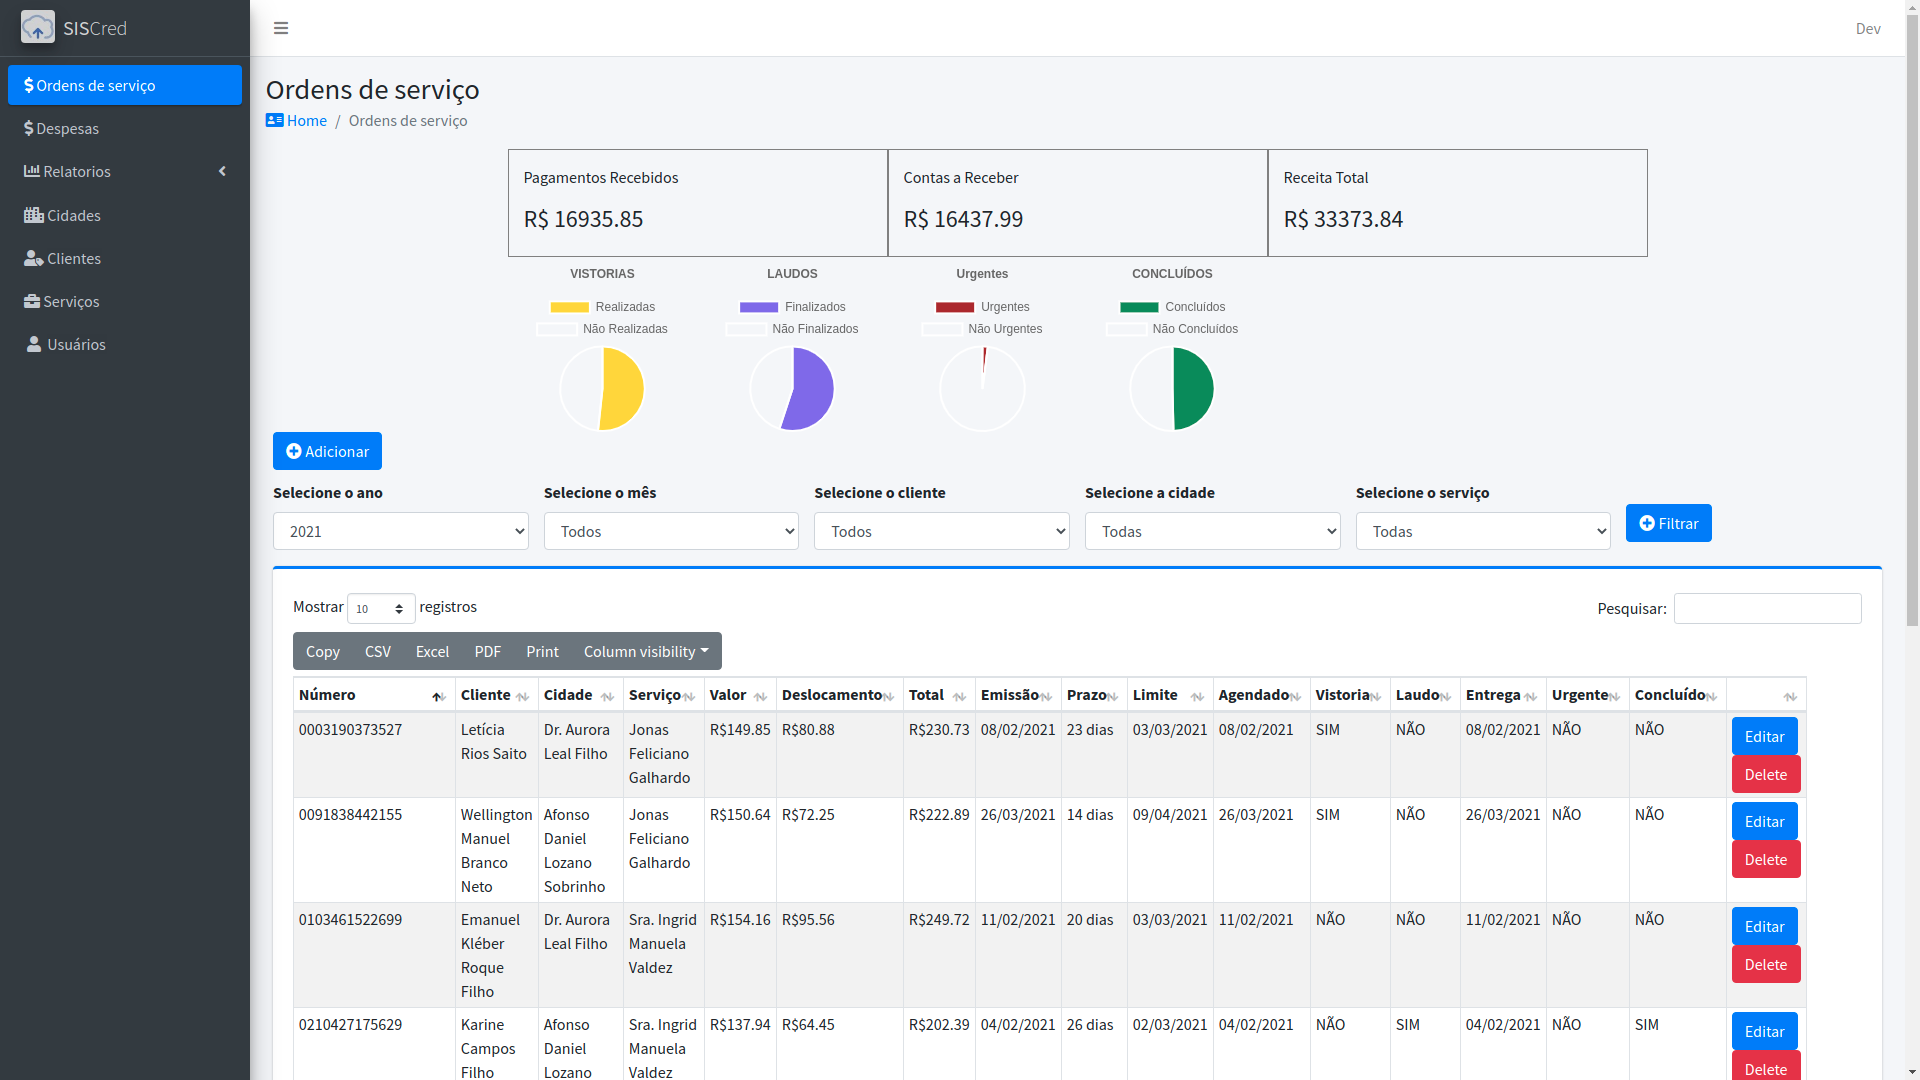 SISCred
Dev
Ordens de serviço
Despesas
Relatorios
Cidades
Clientes
Serviços
Usuários
Ordens de serviço
Home / Ordens de serviço
Pagamentos Recebidos
R$ 16935.85
Contas a Receber
R$ 16437.99
Receita Total
R$ 33373.84
VISTORIAS
Realizadas
Não Realizadas
LAUDOS
Finalizados
Não Finalizados
Urgentes
Urgentes
Não Urgentes
CONCLUÍDOS
Concluídos
Não Concluídos
Adicionar
Selecione o ano
2021
Selecione o mês
Todos
Selecione o cliente
Todos
Selecione a cidade
Todas
Selecione o serviço
Todas
Filtrar
Mostrar 10 registros
Pesquisar:
Copy CSV Excel PDF Print Column visibility
Número Cliente Cidade Serviço Valor Deslocamento Total Emissão Prazo Limite Agendado Vistoria Laudo Entrega Urgente Concluído
0003190373527 Letícia Dr. Aurora Jonas R$149.85 R$80.88 R$230.73 08/02/2021 23 dias 03/03/2021 08/02/2021 SIM NÃO 08/02/2021 NÃO NÃO Editar
Rios Saito Leal Filho Feliciano
Galhardo Delete
0091838442155 Wellington Afonso Jonas R$150.64 R$72.25 R$222.89 26/03/2021 14 dias 09/04/2021 26/03/2021 SIM NÃO 26/03/2021 NÃO NÃO Editar
Manuel Daniel Feliciano
Branco Lozano Galhardo Delete
Neto Sobrinho
0103461522699 Emanuel Dr. Aurora Sra. Ingrid R$154.16 R$95.56 R$249.72 11/02/2021 20 dias 03/03/2021 11/02/2021 NÃO NÃO 11/02/2021 NÃO NÃO Editar
Kléber Leal Filho Manuela
Roque Valdez Delete
Filho
0210427175629 Karine Afonso Sra. Ingrid R$137.94 R$64.45 R$202.39 04/02/2021 26 dias 02/03/2021 04/02/2021 NÃO SIM 04/02/2021 NÃO SIM Editar
Campos Daniel Manuela
Filho Lozano Valdez Delete